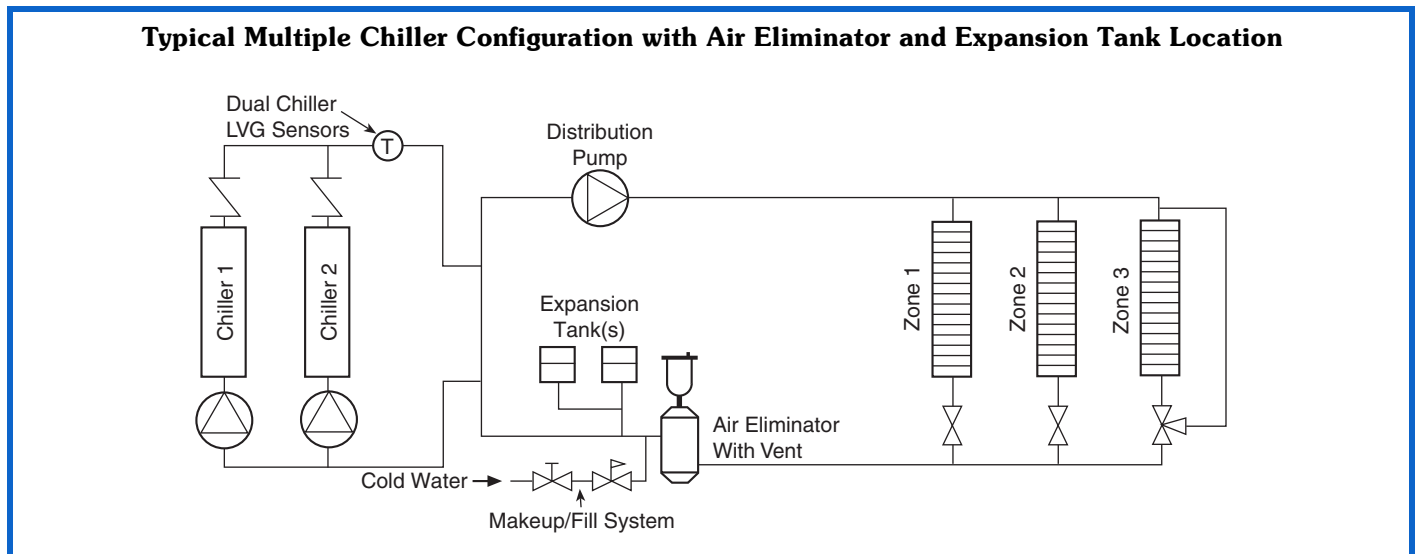 Typical Multiple Chiller Configuration with Air Eliminator and Expansion Tank Location
Dual Chiller
LVG Sensors
T
Distribution
Pump
Chiller 1
Chiller 2
Zone 1
Zone 2
Zone 3
Expansion
Tank(s)
Air Eliminator
With Vent
Cold Water
Makeup/Fill System